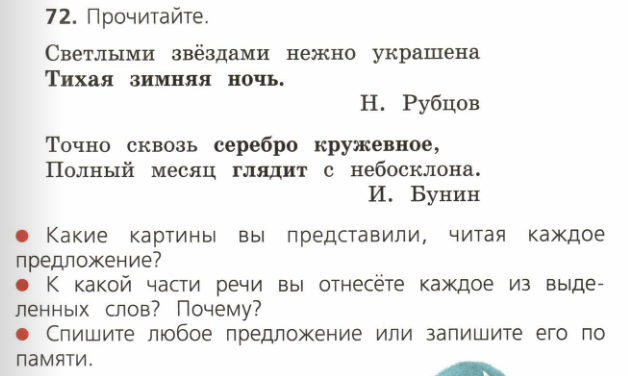 72. Прочитайте.
Светлыми звёздами нежно украшена
Тихая зимняя ночь.
Н. Рубцов
Точно сквозь серебро кружевное,
Полный месяц глядит с небосклона.
И. Бунин
● Какие картины вы представили, читая каждое
предложение?
● К какой части речи вы отнесёте каждое из выде-
ленных слов? Почему?
● Спишите любое предложение или запишите его по
памяти.